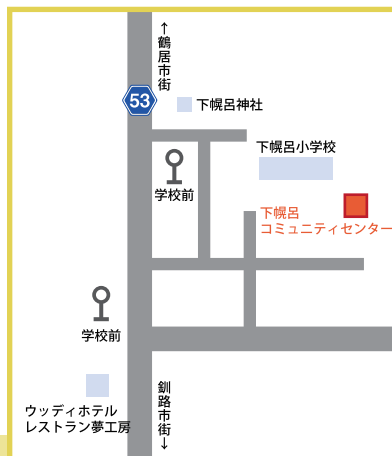 ↑鶴居市街
53
下幌呂神社
下幌呂小学校
学校前
下幌呂
コミュニティセンター
学校前
ウッディホテル
レストラン夢工房
釧路市街↓